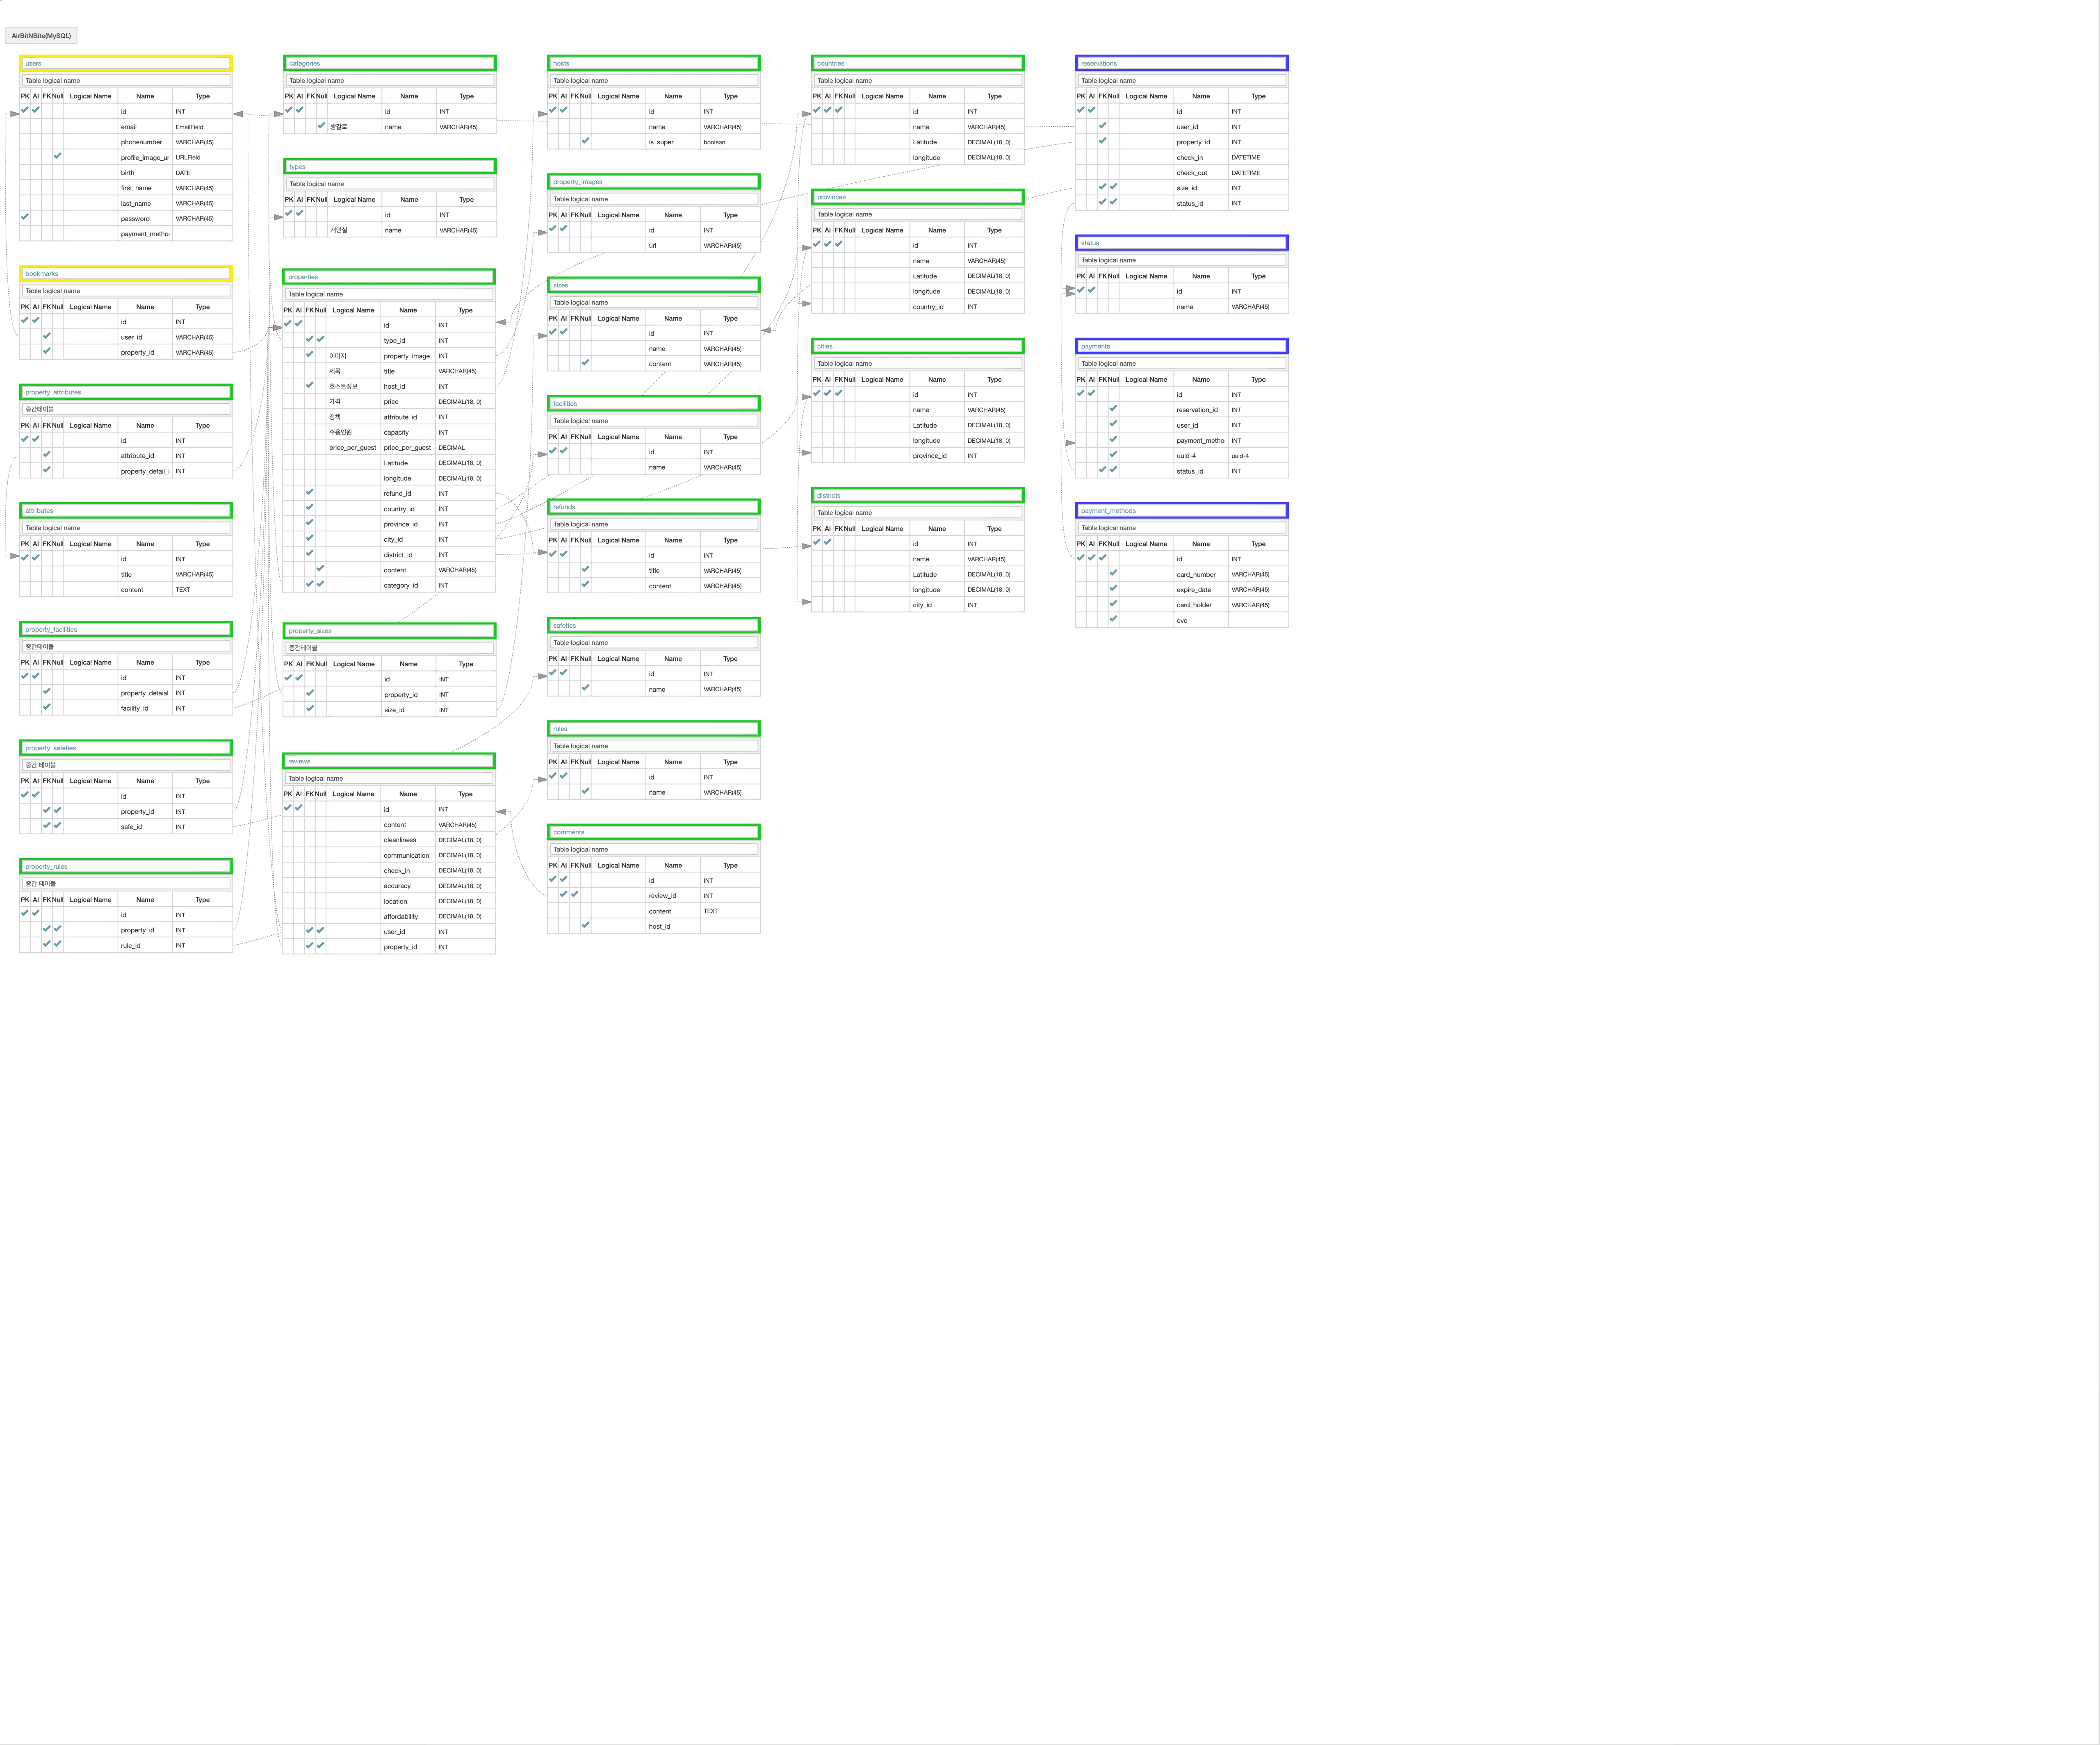 AirBitNBite(MySQL)
users
Table logical name
PK AI FK Null Logical Name Name Type
id INT
email EmailField
phonenumber VARCHAR(45)
profile_image_ur URLField
birth DATE
first_name VARCHAR(45)
last_name VARCHAR(45)
password VARCHAR(45)
payment_metho
bookmarks
Table logical name
PK AI FK Null Logical Name Name Type
id INT
user_id VARCHAR(45)
property_id VARCHAR(45)
property_attributes
중간테이블
PK AI FK Null Logical Name Name Type
id INT
attribute_id INT
property_detail_i INT
attributes
Table logical name
PK AI FK Null Logical Name Name Type
id INT
title VARCHAR(45)
content TEXT
property_facilities
중간테이블
PK AI FK Null Logical Name Name Type
id INT
property_detaial_ INT
facility_id INT
property_safeties
중간 테이블
PK AI FK Null Logical Name Name Type
id INT
property_id INT
safe_id INT
property_rules
중간 테이블
PK AI FK Null Logical Name Name Type
id INT
property_id INT
rule_id INT
categories
Table logical name
PK AI FK Null Logical Name Name Type
id INT
방갈로 name VARCHAR(45)
types
Table logical name
PK AI FK Null Logical Name Name Type
id INT
개인실 name VARCHAR(45)
properties
Table logical name
PK AI FK Null Logical Name Name Type
id INT
type_id INT
이미지 property_image INT
제목 title VARCHAR(45)
호스트정보 host_id INT
가격 price DECIMAL(18, 0)
정책 attribute_id INT
수용인원 capacity INT
price_per_guest price_per_guest DECIMAL
Latitude DECIMAL(18, 0)
longitude DECIMAL(18, 0)
refund_id INT
country_id INT
province_id INT
city_id INT
district_id INT
content VARCHAR(45)
category_id INT
property_sizes
중간테이블
PK AI FK Null Logical Name Name Type
id INT
property_id INT
size_id INT
reviews
Table logical name
PK AI FK Null Logical Name Name Type
id INT
content VARCHAR(45)
cleanliness DECIMAL(18, 0)
communication DECIMAL(18, 0)
check_in DECIMAL(18, 0)
accuracy DECIMAL(18, 0)
location DECIMAL(18, 0)
affordability DECIMAL(18, 0)
user_id INT
property_id INT
hosts
Table logical name
PK AI FK Null Logical Name Name Type
id INT
name VARCHAR(45)
is_super boolean
property_images
Table logical name
PK AI FK Null Logical Name Name Type
id INT
url VARCHAR(45)
sizes
Table logical name
PK AI FK Null Logical Name Name Type
id INT
name VARCHAR(45)
content VARCHAR(45)
facilities
Table logical name
PK AI FK Null Logical Name Name Type
id INT
name VARCHAR(45)
refunds
Table logical name
PK AI FK Null Logical Name Name Type
id INT
title VARCHAR(45)
content VARCHAR(45)
safeties
Table logical name
PK AI FK Null Logical Name Name Type
id INT
name VARCHAR(45)
rules
Table logical name
PK AI FK Null Logical Name Name Type
id INT
name VARCHAR(45)
comments
Table logical name
PK AI FK Null Logical Name Name Type
id INT
review_id INT
content TEXT
host_id
countries
Table logical name
PK AI FK Null Logical Name Name Type
id INT
name VARCHAR(45)
Latitude DECIMAL(18, 0)
longitude DECIMAL(18, 0)
provinces
Table logical name
PK AI FK Null Logical Name Name Type
id INT
name VARCHAR(45)
Latitude DECIMAL(18, 0)
longitude DECIMAL(18, 0)
country_id INT
cities
Table logical name
PK AI FK Null Logical Name Name Type
id INT
name VARCHAR(45)
Latitude DECIMAL(18, 0)
longitude DECIMAL(18, 0)
province_id INT
districts
Table logical name
PK AI FK Null Logical Name Name Type
id INT
name VARCHAR(45)
Latitude DECIMAL(18, 0)
longitude DECIMAL(18, 0)
city_id INT
reservations
Table logical name
PK AI FK Null Logical Name Name Type
id INT
user_id INT
property_id INT
check_in DATETIME
check_out DATETIME
size_id INT
status_id INT
status
Table logical name
PK AI FK Null Logical Name Name Type
id INT
name VARCHAR(45)
payments
Table logical name
PK AI FK Null Logical Name Name Type
id INT
reservation_id INT
user_id INT
payment_metho INT
uuid-4 uuid-4
status_id INT
payment_methods
Table logical name
PK AI FK Null Logical Name Name Type
id INT
card_number VARCHAR(45)
expire_date VARCHAR(45)
card_holder VARCHAR(45)
cvc